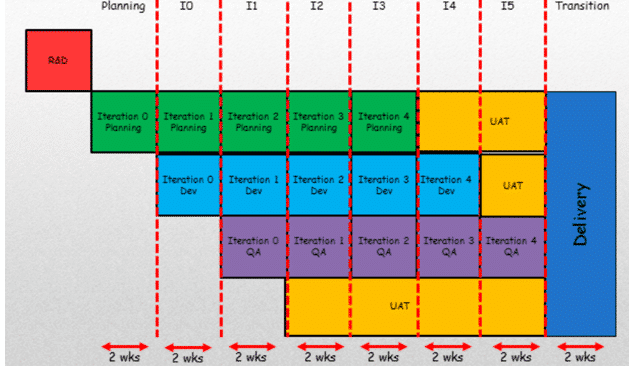 Planning I0 I1 I2 I3 I4 I5 Transition
R&D
Iteration 0 Iteration 1 Iteration 2 Iteration 3 Iteration 4
Planning Planning Planning Planning Planning
UAT
Iteration 0 Iteration 1 Iteration 2 Iteration 3 Iteration 4
Dev Dev Dev Dev Dev
UAT
Iteration 0 Iteration 1 Iteration 2 Iteration 3 Iteration 4
QA QA QA QA QA
UAT
Delivery
2 wks 2 wks 2 wks 2 wks 2 wks 2 wks 2 wks 2 wks